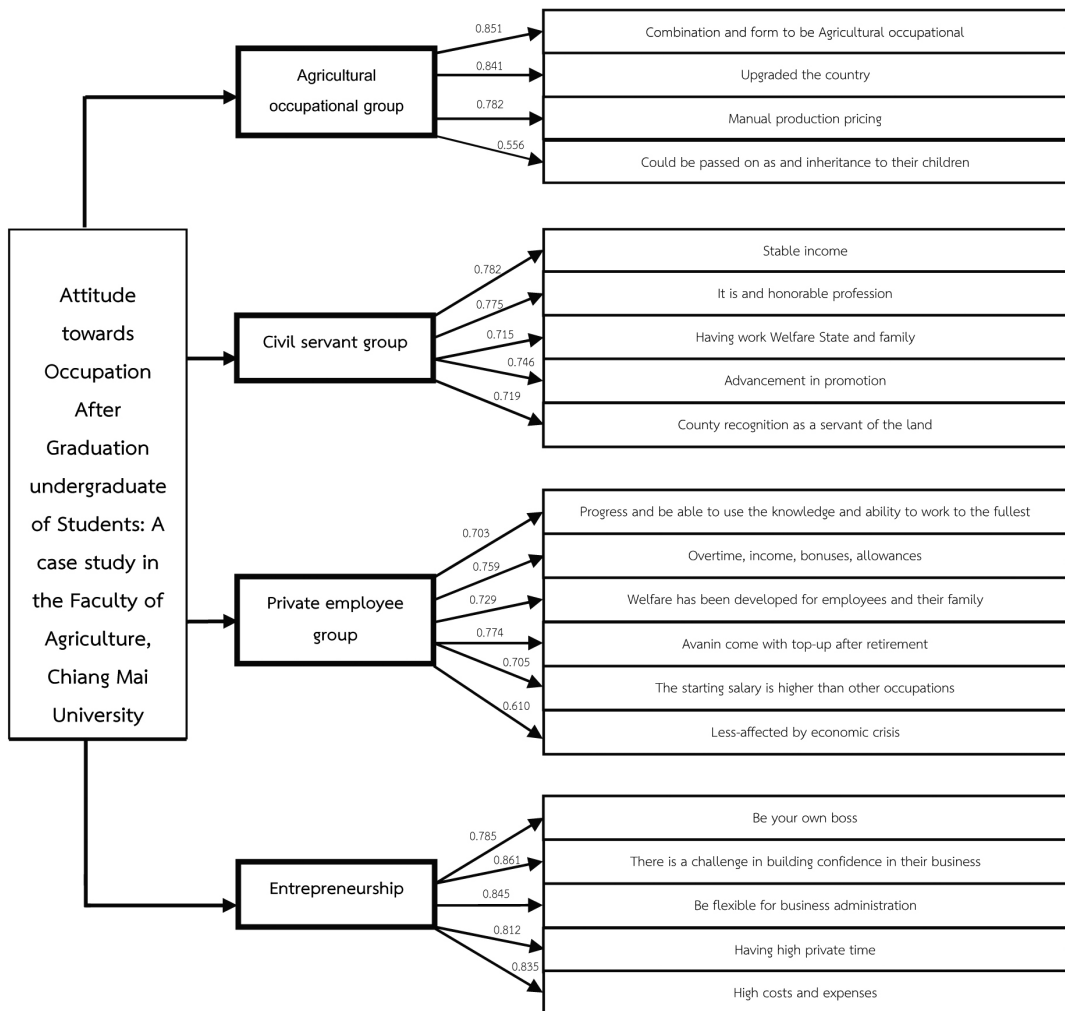 Attitude
towards
Occupation
After
Graduation
undergraduate
of Students: A
case study in
the Faculty of
Agriculture,
Chiang Mai
University
Agricultural
occupational group
0.851
Combination and form to be Agricultural occupational
0.841
Upgraded the country
0.782
Manual production pricing
0.556
Could be passed on as and inheritance to their children
Civil servant group
0.782
Stable income
0.775
It is and honorable profession
0.715
Having work Welfare State and family
0.746
Advancement in promotion
0.719
County recognition as a servant of the land
Private employee
group
0.703
Progress and be able to use the knowledge and ability to work to the fullest
0.759
Overtime, income, bonuses, allowances
0.729
Welfare has been developed for employees and their family
0.774
Avanin come with top-up after retirement
0.705
The starting salary is higher than other occupations
0.610
Less-affected by economic crisis
Entrepreneurship
0.785
Be your own boss
0.861
There is a challenge in building confidence in their business
0.845
Be flexible for business administration
0.812
Having high private time
0.835
High costs and expenses